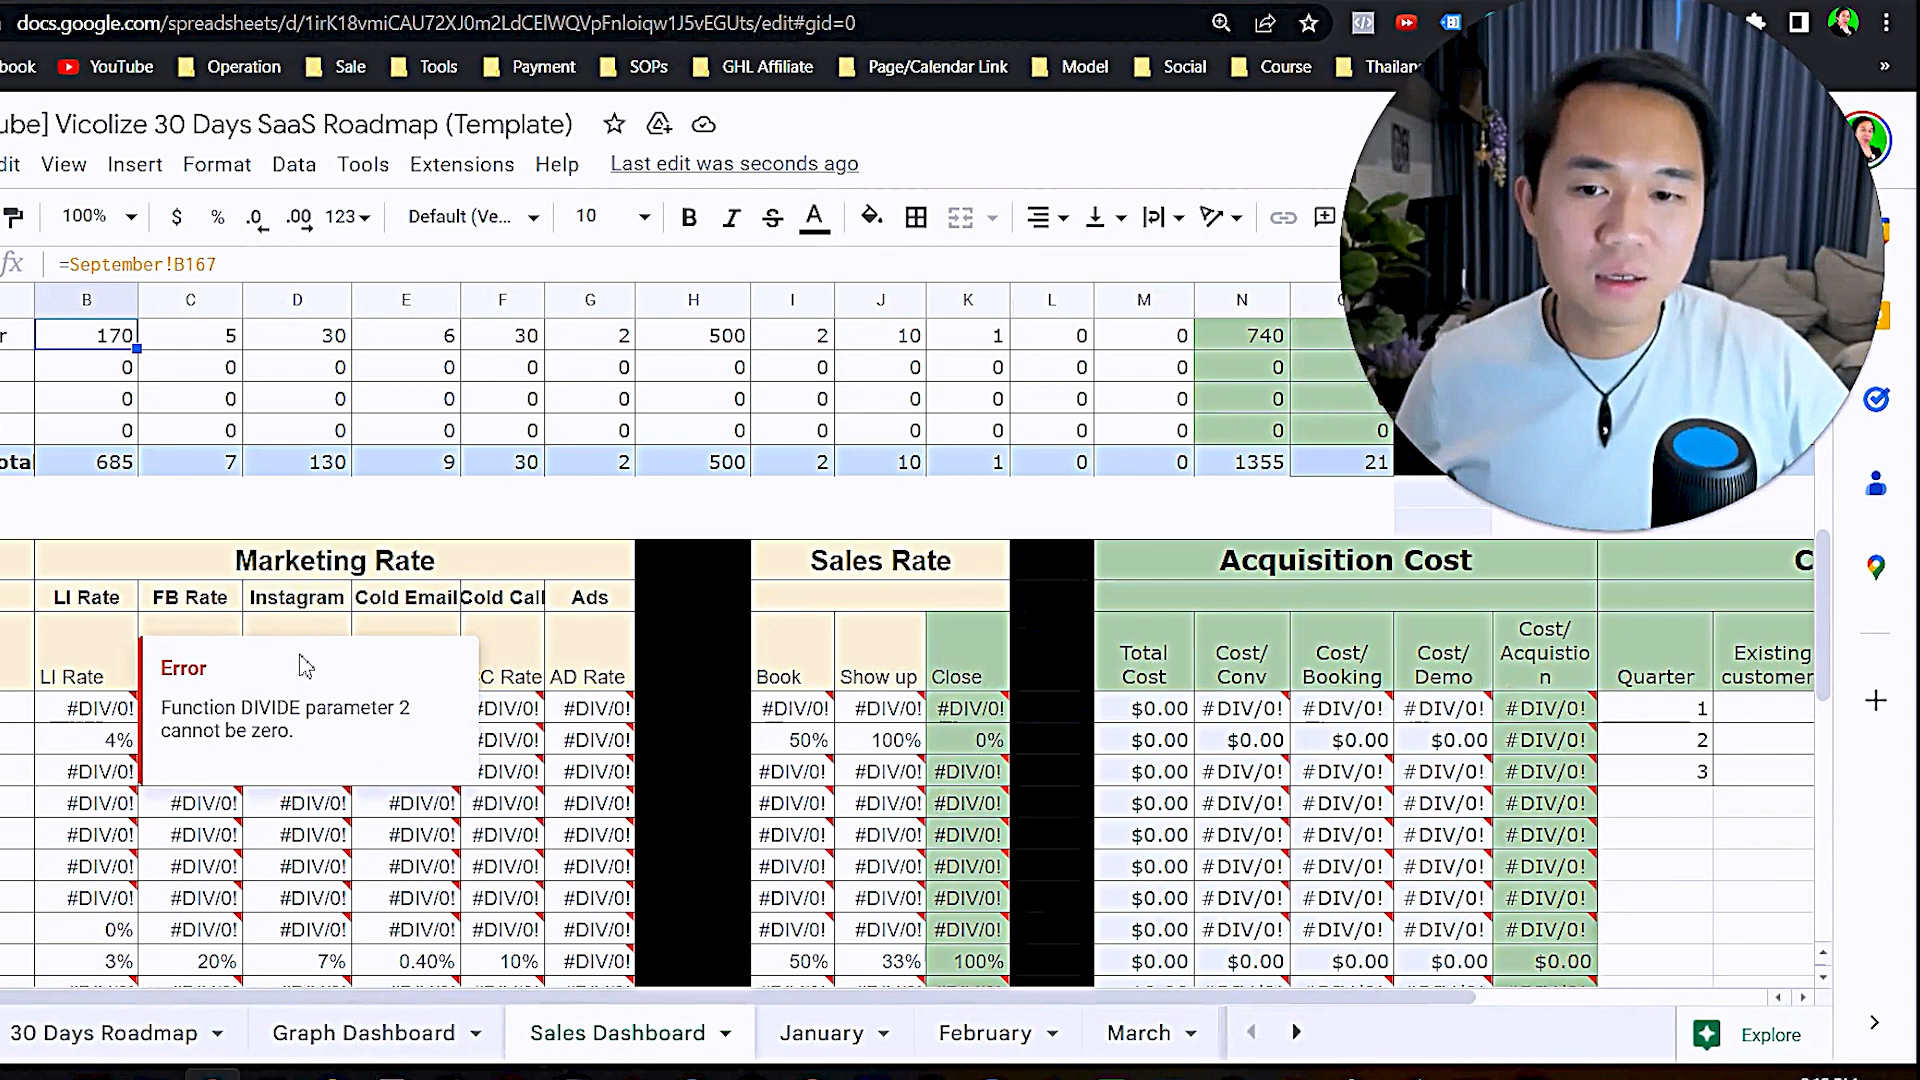 docs.google.com/spreadsheets/d/1irK18vmiCAU72XJ0m2LdCElWQVpFnloiqw1J5vEGUts/edit#gid=0
book YouTube Operation Sale Tools Payment SOPs GHL Affiliate Page/Calendar Link Model Social Course Thailan »
ube] Vicolize 30 Days SaaS Roadmap (Template)
dit View Insert Format Data Tools Extensions Help Last edit was seconds ago
100% $ % .0 .00 123 Default (Ve... 10 B I S A
fx =September!B167
B C D E F G H I J K L M N
r 170 5 30 6 30 2 500 2 10 1 0 0 740
0 0 0 0 0 0 0 0 0 0 0 0 0
0 0 0 0 0 0 0 0 0 0 0 0 0
0 0 0 0 0 0 0 0 0 0 0 0 0 0
otal 685 7 130 9 30 2 500 2 10 1 0 0 1355 21
Marketing Rate Sales Rate Acquisition Cost C
LI Rate FB Rate Instagram Cold Email Cold Call Ads
LI Rate C Rate AD Rate Book Show up Close Total Cost Cost/ Conv Cost/ Booking Cost/ Demo Cost/ Acquistio n Quarter Existing customer
Error
Function DIVIDE parameter 2
cannot be zero.
#DIV/0! #DIV/0! #DIV/0! #DIV/0! #DIV/0! #DIV/0! $0.00 #DIV/0! #DIV/0! #DIV/0! #DIV/0! 1
4% #DIV/0! #DIV/0! 50% 100% 0% $0.00 $0.00 $0.00 $0.00 #DIV/0! 2
#DIV/0! #DIV/0! #DIV/0! #DIV/0! #DIV/0! #DIV/0! $0.00 #DIV/0! #DIV/0! #DIV/0! #DIV/0! 3
#DIV/0! #DIV/0! #DIV/0! #DIV/0! #DIV/0! #DIV/0! #DIV/0! #DIV/0! #DIV/0! $0.00 #DIV/0! #DIV/0! #DIV/0! #DIV/0!
#DIV/0! #DIV/0! #DIV/0! #DIV/0! #DIV/0! #DIV/0! #DIV/0! #DIV/0! #DIV/0! $0.00 #DIV/0! #DIV/0! #DIV/0! #DIV/0!
#DIV/0! #DIV/0! #DIV/0! #DIV/0! #DIV/0! #DIV/0! #DIV/0! #DIV/0! #DIV/0! $0.00 #DIV/0! #DIV/0! #DIV/0! #DIV/0!
#DIV/0! #DIV/0! #DIV/0! #DIV/0! #DIV/0! #DIV/0! #DIV/0! #DIV/0! #DIV/0! $0.00 #DIV/0! #DIV/0! #DIV/0! #DIV/0!
0% #DIV/0! #DIV/0! #DIV/0! #DIV/0! #DIV/0! #DIV/0! #DIV/0! #DIV/0! $0.00 #DIV/0! #DIV/0! #DIV/0! #DIV/0!
3% 20% 7% 0.40% 10% #DIV/0! 50% 33% 100% $0.00 $0.00 $0.00 $0.00 $0.00
30 Days Roadmap Graph Dashboard Sales Dashboard January February March Explore